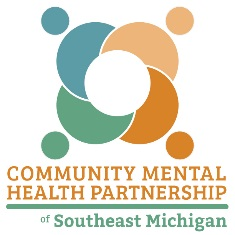 COMMUNITY MENTAL
HEALTH PARTNERSHIP
of Southeast Michigan